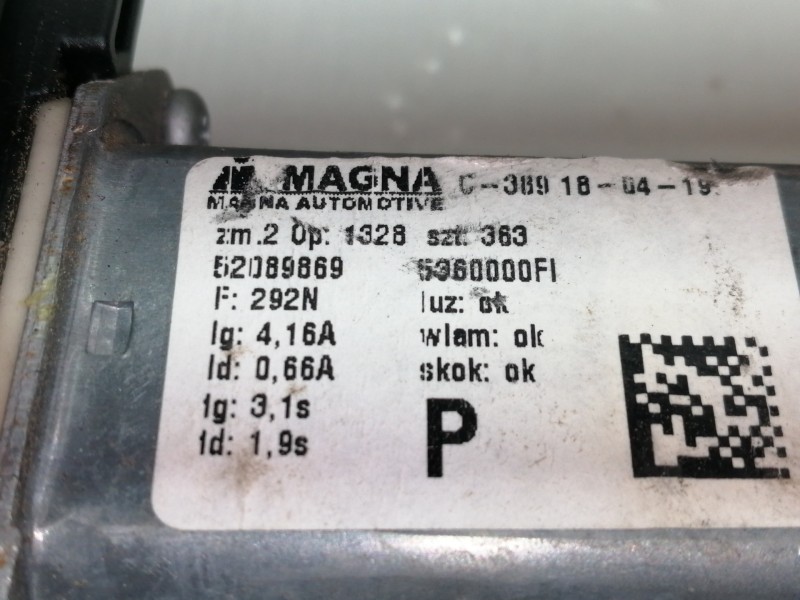 MAGNA C-389 18-04-19
MAGNA AUTOMOTIVE
zm.2 Op: 1328 szt: 363
52089869 5360000FI
F: 292N luz: ok
Ig: 4,16A wlam: ok
Id: 0,66A skok: ok
tg: 3,1s
td: 1,9s
P